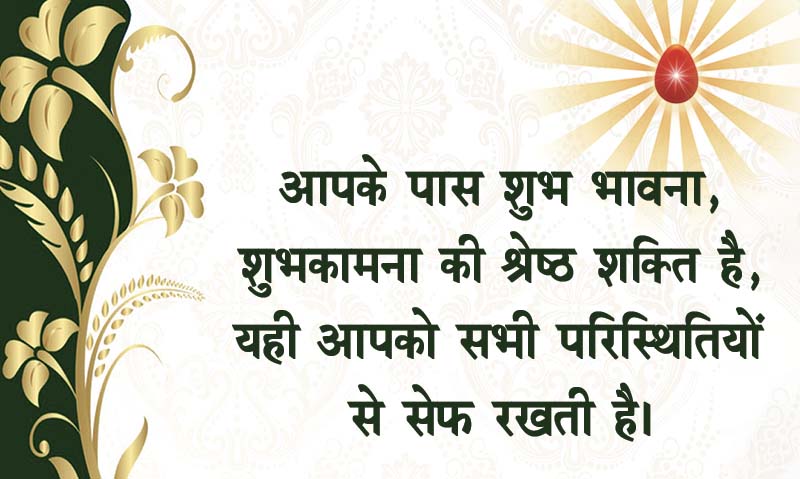 आपके पास शुभ भावना,
शुभकामना की श्रेष्ठ शक्ति है,
यही आपको सभी परिस्थितियों
से सेफ रखती है।